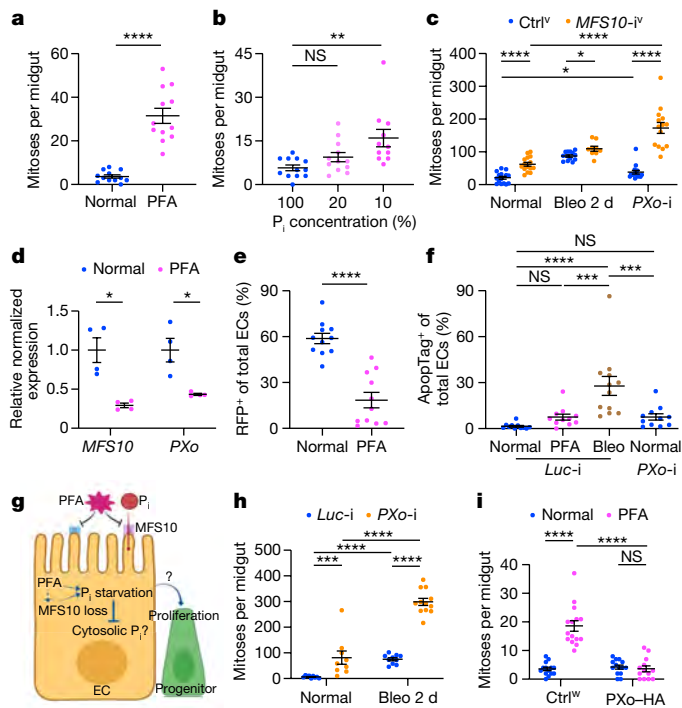 a
****
Mitoses per midgut
60
40
20
0
Normal PFA
b
**
NS
Mitoses per midgut
45
30
15
0
100 20 10
Pi concentration (%)
c
Ctrlᵛ MFS10-iᵛ
****
**** * ****
*
Mitoses per midgut
400
300
200
100
0
Normal Bleo 2 d PXo-i
d
Normal PFA
* *
Relative normalized
expression
1.5
1.0
0.5
0
MFS10 PXo
e
****
RFP⁺ of total ECs (%)
90
60
30
0
Normal PFA
f
NS
****
NS *** ***
ApopTag⁺ of
total ECs (%)
90
60
30
0
Normal PFA Bleo Normal
Luc-i PXo-i
g
PFA Pi
MFS10
PFA
Pi starvation
MFS10 loss
Cytosolic Pi?
EC
?
Proliferation
Progenitor
h
Luc-i PXo-i
****
****
*** ****
Mitoses per midgut
500
400
300
200
100
0
Normal Bleo 2 d
i
Normal PFA
**** ****
NS
Mitoses per midgut
40
30
20
10
0
Ctrlʷ PXo–HA